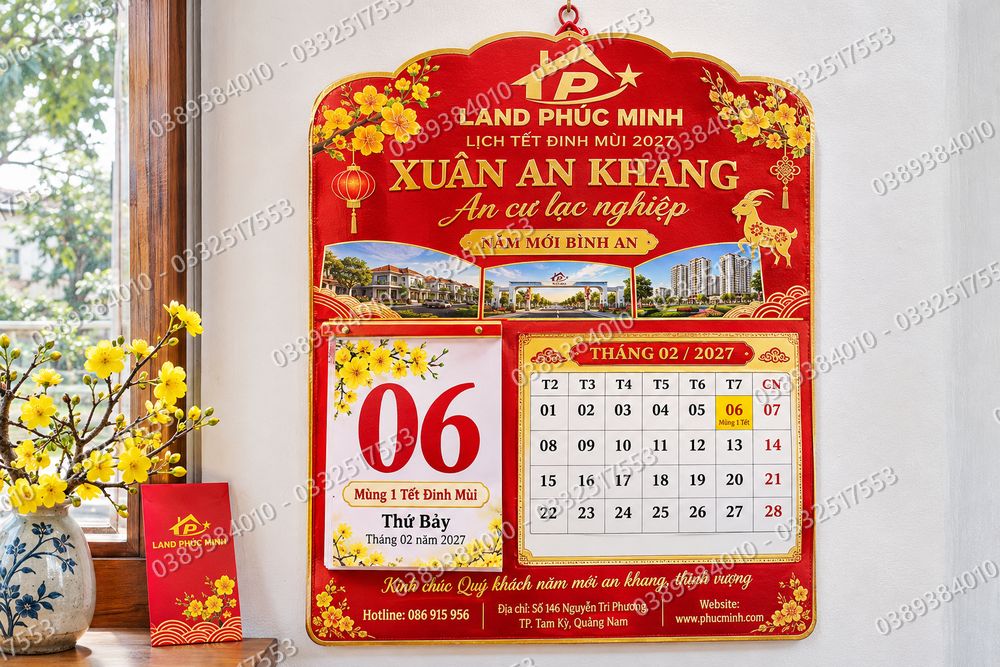 LAND PHÚC MINH
LỊCH TẾT ĐINH MÙI 2027
XUÂN AN KHANG
An cư lạc nghiệp
NĂM MỚI BÌNH AN
06
Mùng 1 Tết Đinh Mùi
Thứ Bảy
Tháng 02 năm 2027
THÁNG 02 / 2027
T2 T3 T4 T5 T6 T7 CN
01 02 03 04 05 06 07
Mùng 1 Tết
08 09 10 11 12 13 14
15 16 17 18 19 20 21
22 23 24 25 26 27 28
Kính chúc Quý khách năm mới an khang, thịnh vượng
Hotline: 086 915 956
Địa chỉ: Số 146 Nguyễn Tri Phương,
TP. Tam Kỳ, Quảng Nam
Website:
www.phucminh.com
LAND PHÚC MINH
0389384010 - 0332517553